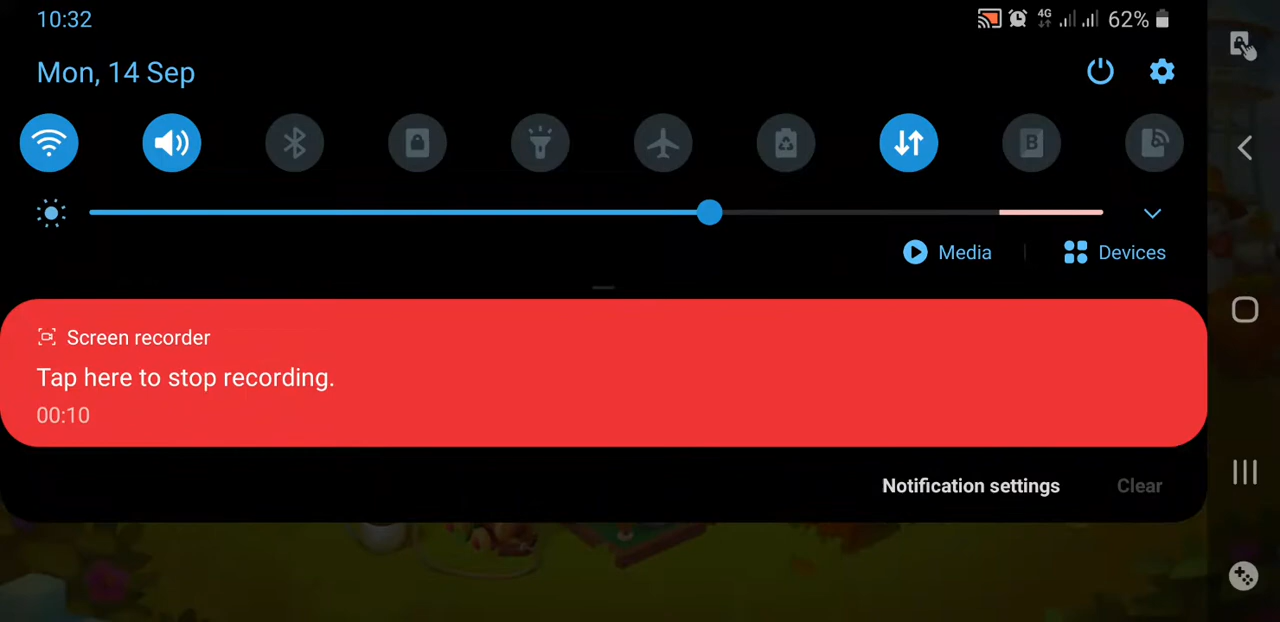 10:32
4G
62%
Mon, 14 Sep
B
Media
Devices
Screen recorder
Tap here to stop recording.
00:10
Notification settings
Clear